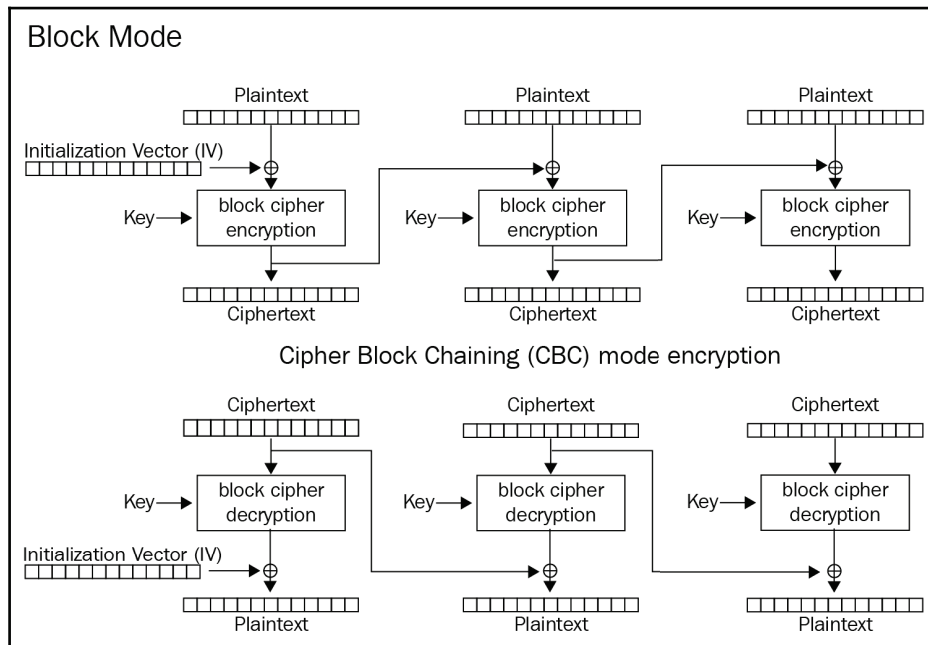 Block Mode
Plaintext
Plaintext
Plaintext
Initialization Vector (IV)
Key
block cipher
encryption
Key
block cipher
encryption
Key
block cipher
encryption
Ciphertext
Ciphertext
Ciphertext
Cipher Block Chaining (CBC) mode encryption
Ciphertext
Ciphertext
Ciphertext
Key
block cipher
decryption
Key
block cipher
decryption
Key
block cipher
decryption
Initialization Vector (IV)
Plaintext
Plaintext
Plaintext